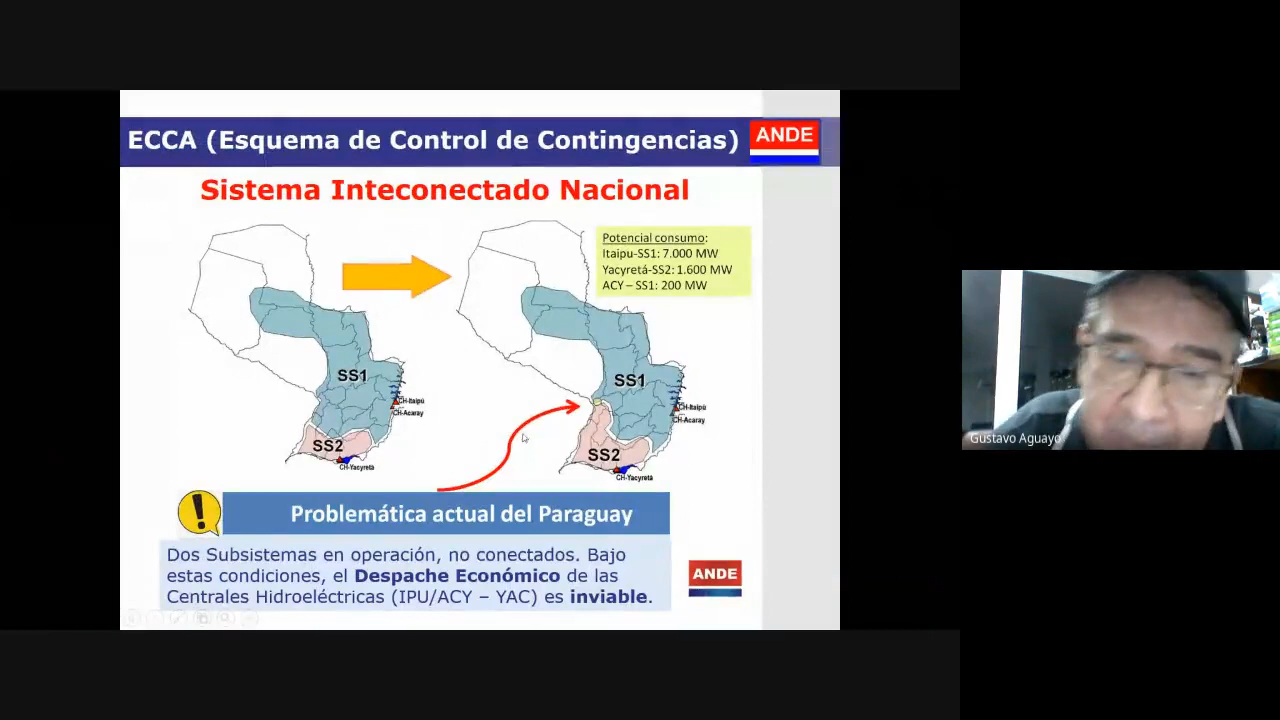 ECCA (Esquema de Control de Contingencias)
ANDE
Sistema Inteconectado Nacional
Potencial consumo:
Itaipu-SS1: 7.000 MW
Yacyretá-SS2: 1.600 MW
ACY – SS1: 200 MW
SS1
CH-Itaipú
CH-Acaray
SS2
CH-Yacyretá
SS1
CH-Itaipú
CH-Acaray
SS2
CH-Yacyretá
Gustavo Aguayo
Problemática actual del Paraguay
Dos Subsistemas en operación, no conectados. Bajo
estas condiciones, el Despache Económico de las
Centrales Hidroeléctricas (IPU/ACY – YAC) es inviable.
ANDE